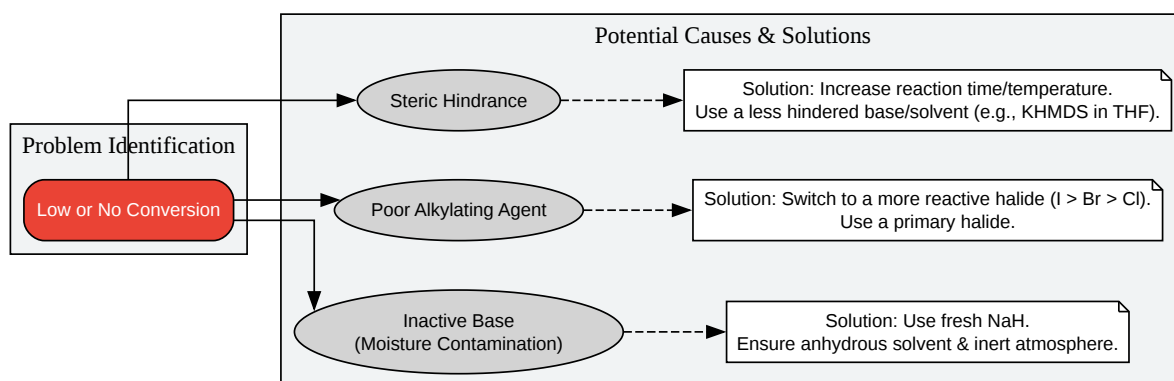 Potential Causes & Solutions
Problem Identification
Low or No Conversion
Steric Hindrance
Solution: Increase reaction time/temperature.
Use a less hindered base/solvent (e.g., KHMDS in THF).
Poor Alkylating Agent
Solution: Switch to a more reactive halide (I > Br > Cl).
Use a primary halide.
Inactive Base
(Moisture Contamination)
Solution: Use fresh NaH.
Ensure anhydrous solvent & inert atmosphere.